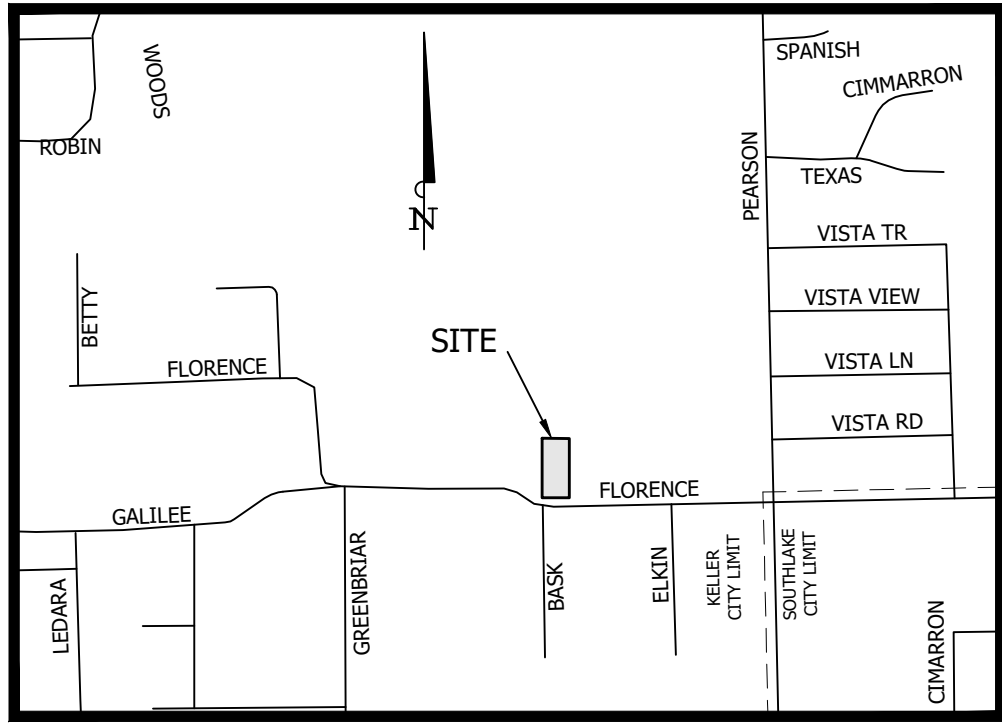 WOODS
ROBIN
N
SPANISH
CIMMARRON
PEARSON
TEXAS
VISTA TR
BETTY
VISTA VIEW
SITE
FLORENCE
VISTA LN
VISTA RD
FLORENCE
GALILEE
LEDARA
GREENBRIAR
BASK
ELKIN
KELLER
CITY LIMIT
SOUTHLAKE
CITY LIMIT
CIMARRON